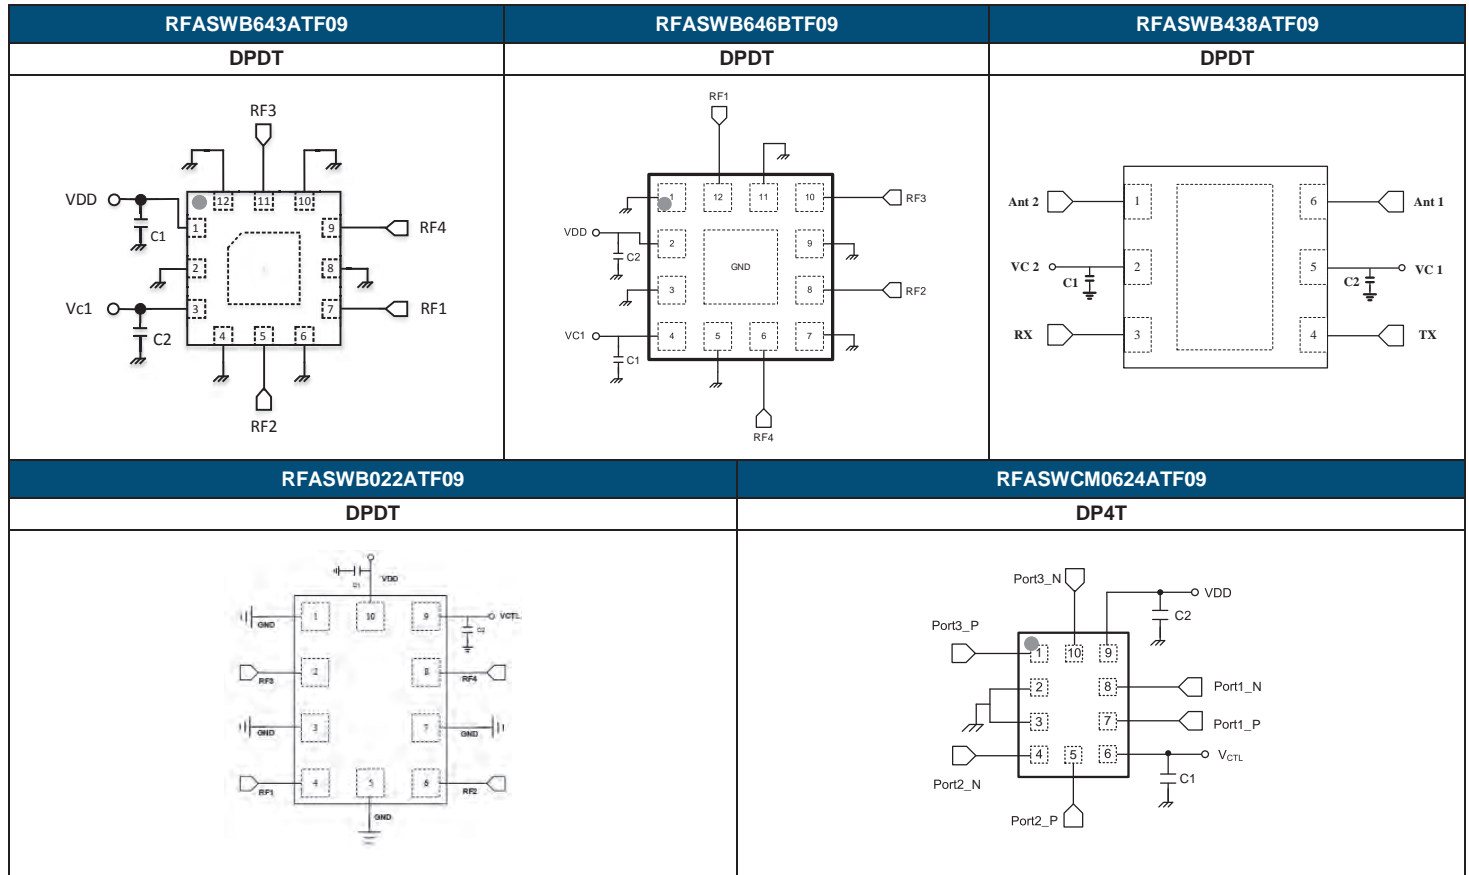 RFASWB643ATF09
RFASWB646BTF09
RFASWB438ATF09
DPDT
DPDT
DPDT
RF3
VDD
C1
12
11
10
1
9
RF4
2
8
Vc1
3
7
RF1
C2
4
5
6
RF2
RF1
1
12
11
10
RF3
VDD
2
9
C2
GND
3
8
RF2
VC1
4
5
6
7
C1
RF4
Ant 2
1
6
Ant 1
VC 2
2
5
VC 1
C1
C2
RX
3
4
TX
RFASWB022ATF09
RFASWCM0624ATF09
DPDT
DP4T
VDD
C1
1
10
9
VCTL
GND
C2
2
8
RF3
RF4
3
7
GND
GND
4
5
6
RF1
RF2
GND
Port3_N
VDD
C2
Port3_P
1
10
9
2
8
Port1_N
3
7
Port1_P
4
5
6
VCTL
Port2_N
C1
Port2_P